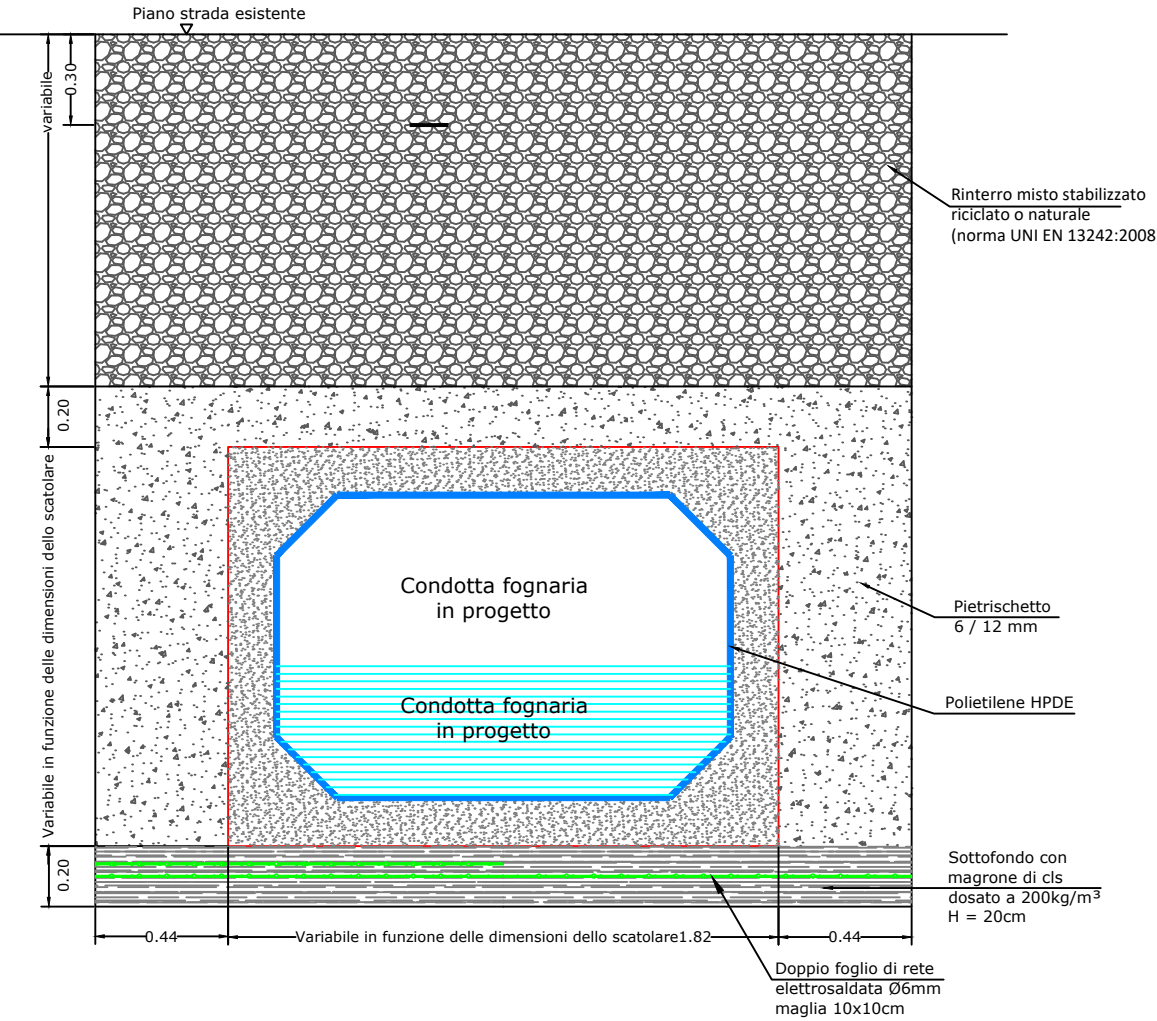 Piano strada esistente
variabile
0.30
Rinterro misto stabilizzato
riciclato o naturale
(norma UNI EN 13242:2008
0.20
Variabile in funzione delle dimensioni dello scatolare
Condotta fognaria
in progetto
Pietrischetto
6 / 12 mm
Polietilene HPDE
Condotta fognaria
in progetto
0.20
Sottofondo con
magrone di cls
dosato a 200kg/m³
H = 20cm
0.44
Variabile in funzione delle dimensioni dello scatolare1.82
0.44
Doppio foglio di rete
elettrosaldata Ø6mm
maglia 10x10cm